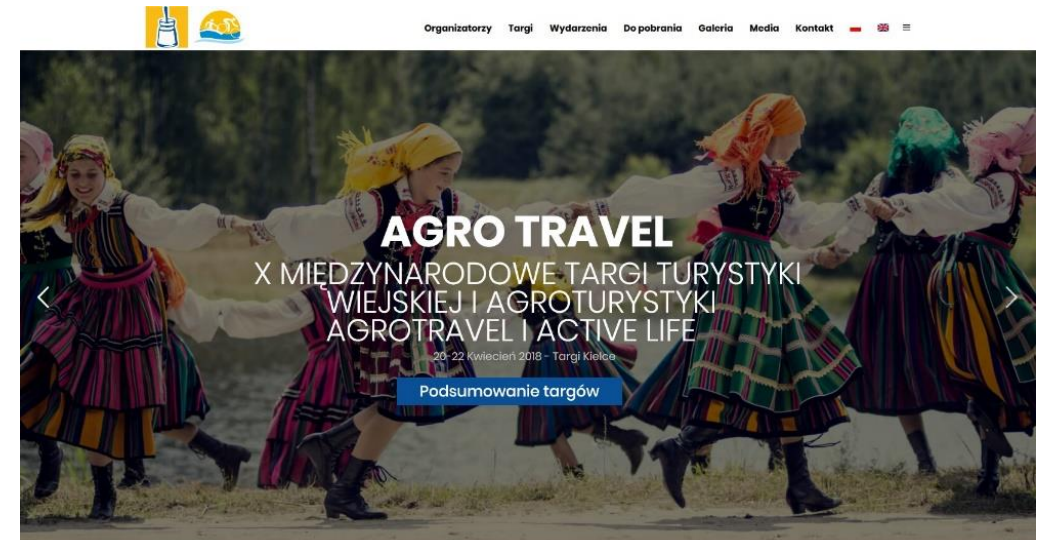 Organizatorzy Targi Wydarzenia Do pobrania Galeria Media Kontakt
AGRO TRAVEL
X MIĘDZYNARODOWE TARGI TURYSTYKI
WIEJSKIEJ I AGROTURYSTYKI
AGROTRAVEL I ACTIVE LIFE
20-22 Kwiecień 2018 - Targi Kielce
Podsumowanie targów